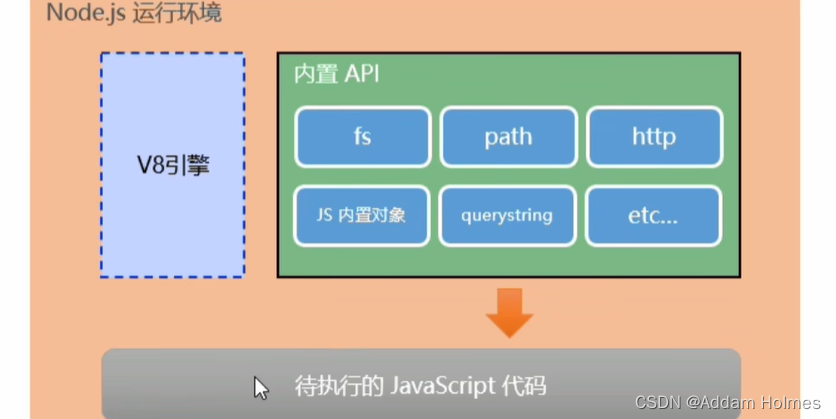 Node.js 运行环境
V8引擎
内置 API
fs
path
http
JS 内置对象
querystring
etc...
待执行的 JavaScript 代码
CSDN @Addam Holmes